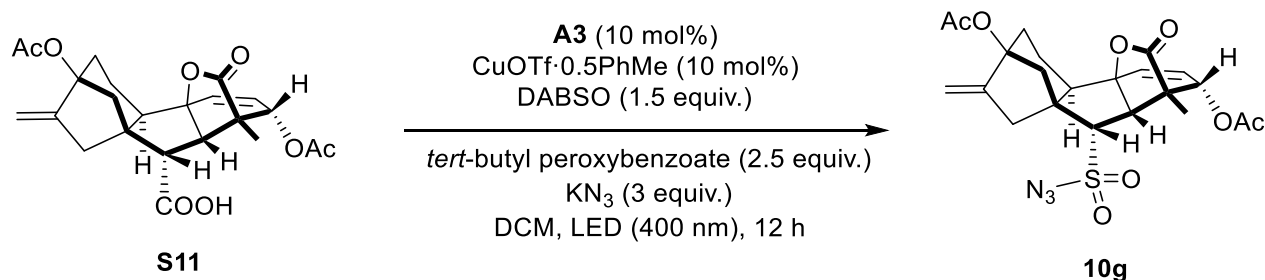 AcO
O
O
H
OAc
H
H
H
COOH
S11
A3 (10 mol%)
CuOTf·0.5PhMe (10 mol%)
DABSO (1.5 equiv.)
tert-butyl peroxybenzoate (2.5 equiv.)
KN₃ (3 equiv.)
DCM, LED (400 nm), 12 h
AcO
O
O
H
OAc
H
H
H
N₃
S
O
O
10g